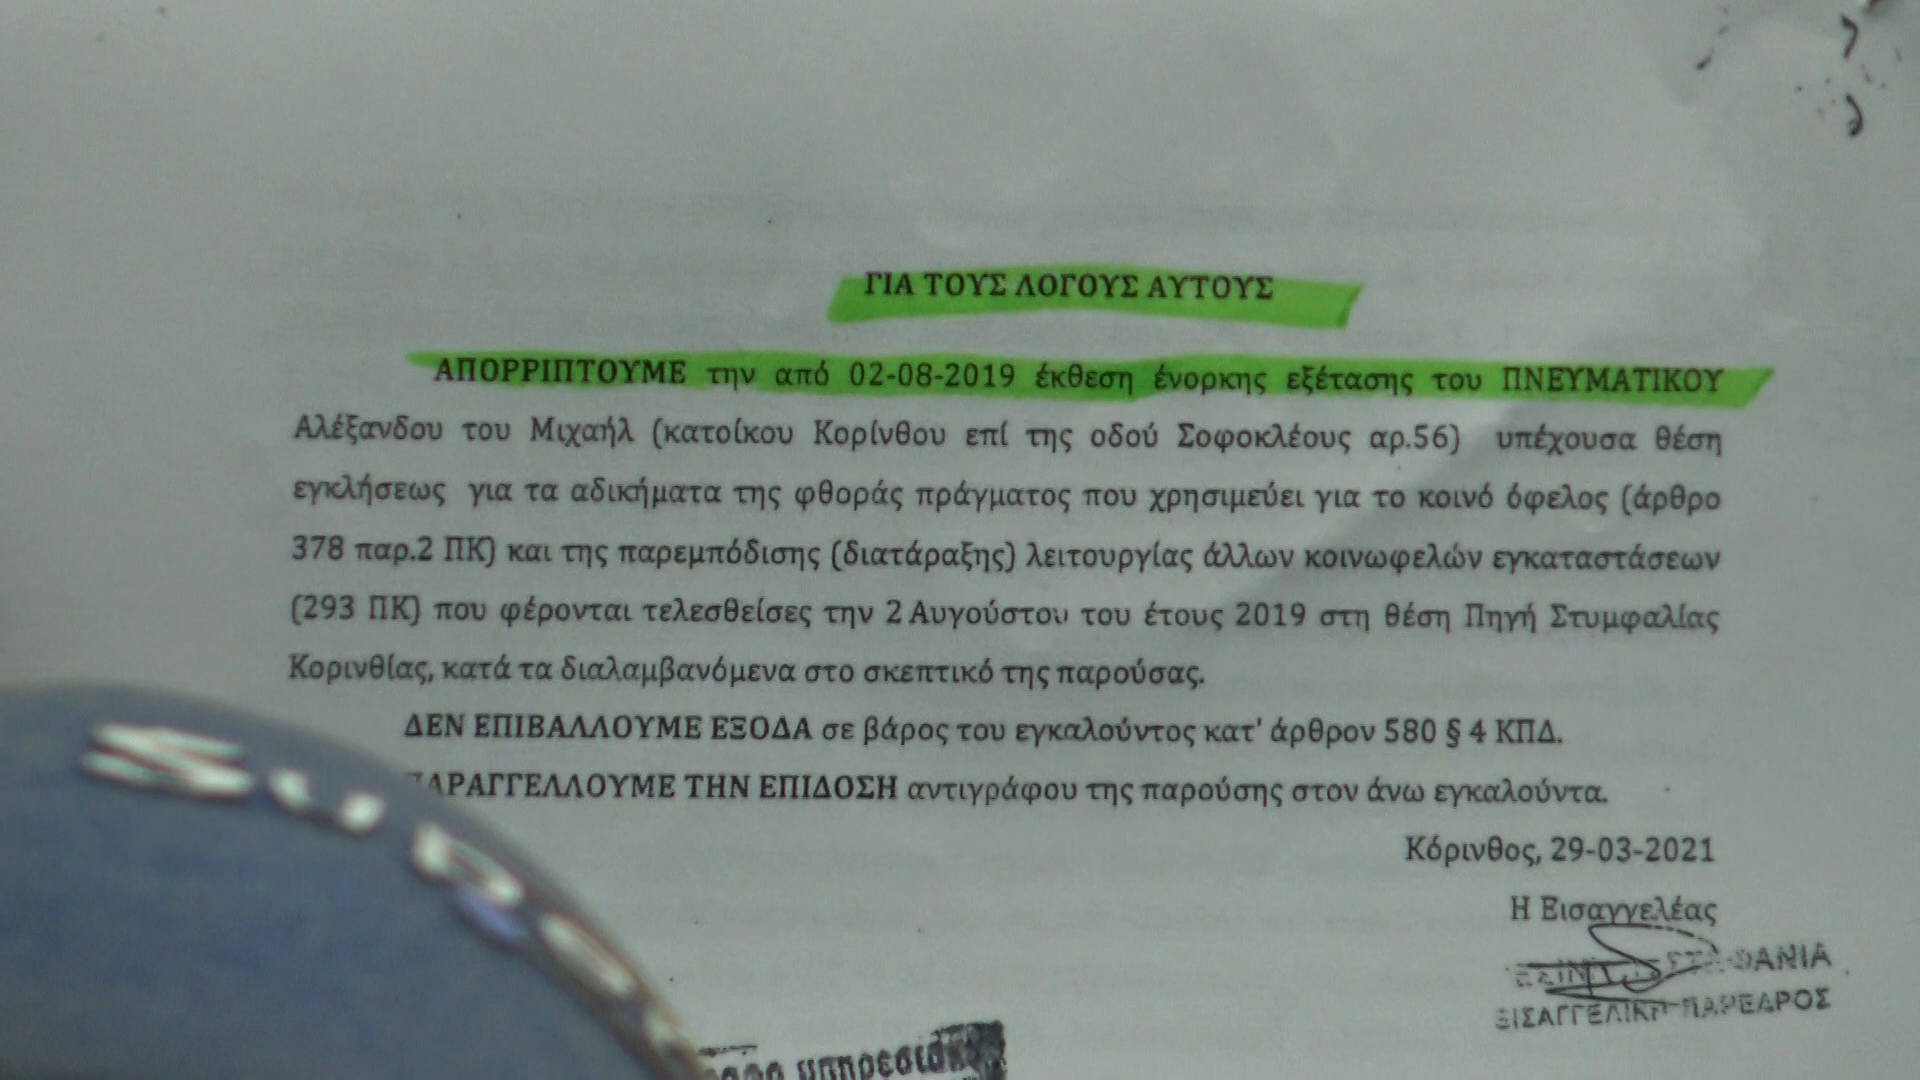 ΓΙΑ ΤΟΥΣ ΛΟΓΟΥΣ ΑΥΤΟΥΣ
ΑΠΟΡΡΙΠΤΟΥΜΕ την από 02-08-2019 έκθεση ένορκης εξέτασης του ΠΝΕΥΜΑΤΙΚΟΥ
Αλέξανδου του Μιχαήλ (κατοίκου Κορίνθου επί της οδού Σοφοκλέους αρ.56) υπέχουσα θέση
εγκλήσεως για τα αδικήματα της φθοράς πράγματος που χρησιμεύει για το κοινό όφελος (άρθρο
378 παρ.2 ΠΚ) και της παρεμπόδισης (διατάραξης) λειτουργίας άλλων κοινωφελών εγκαταστάσεων
(293 ΠΚ) που φέρονται τελεσθείσες την 2 Αυγούστου του έτους 2019 στη θέση Πηγή Στυμφαλίας
Κορινθίας, κατά τα διαλαμβανόμενα στο σκεπτικό της παρούσας.
ΔΕΝ ΕΠΙΒΑΛΛΟΥΜΕ ΕΞΟΔΑ σε βάρος του εγκαλούντος κατ' άρθρον 580 § 4 ΚΠΔ.
ΠΑΡΑΓΓΕΛΛΟΥΜΕ ΤΗΝ ΕΠΙΔΟΣΗ αντιγράφου της παρούσης στον άνω εγκαλούντα.
Κόρινθος, 29-03-2021
Η Εισαγγελέας
ΕΙΣΑΓΓΕΛΙΚΗ ΠΑΡΕΔΡΟΣ